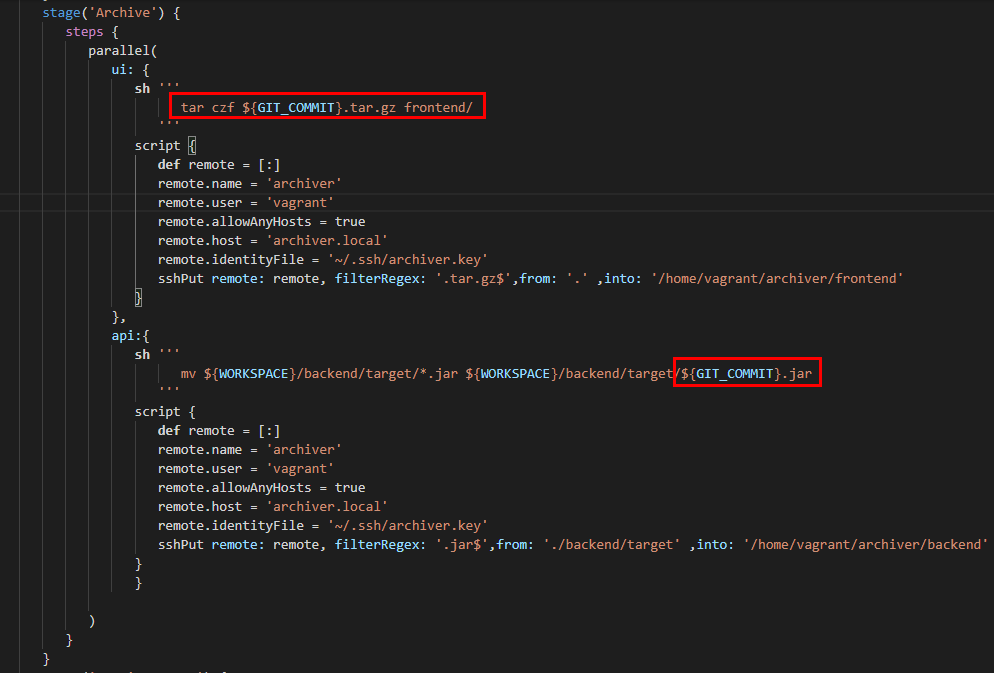 stage('Archive') {
steps {
parallel(
ui: {
sh '''
tar czf ${GIT_COMMIT}.tar.gz frontend/
'''
script {
def remote = [:]
remote.name = 'archiver'
remote.user = 'vagrant'
remote.allowAnyHosts = true
remote.host = 'archiver.local'
remote.identityFile = '~/.ssh/archiver.key'
sshPut remote: remote, filterRegex: '.tar.gz$',from: '.' ,into: '/home/vagrant/archiver/frontend'
}
},
api:{
sh '''
mv ${WORKSPACE}/backend/target/*.jar ${WORKSPACE}/backend/target/${GIT_COMMIT}.jar
'''
script {
def remote = [:]
remote.name = 'archiver'
remote.user = 'vagrant'
remote.allowAnyHosts = true
remote.host = 'archiver.local'
remote.identityFile = '~/.ssh/archiver.key'
sshPut remote: remote, filterRegex: '.jar$',from: './backend/target' ,into: '/home/vagrant/archiver/backend'
}
}
)
}
}